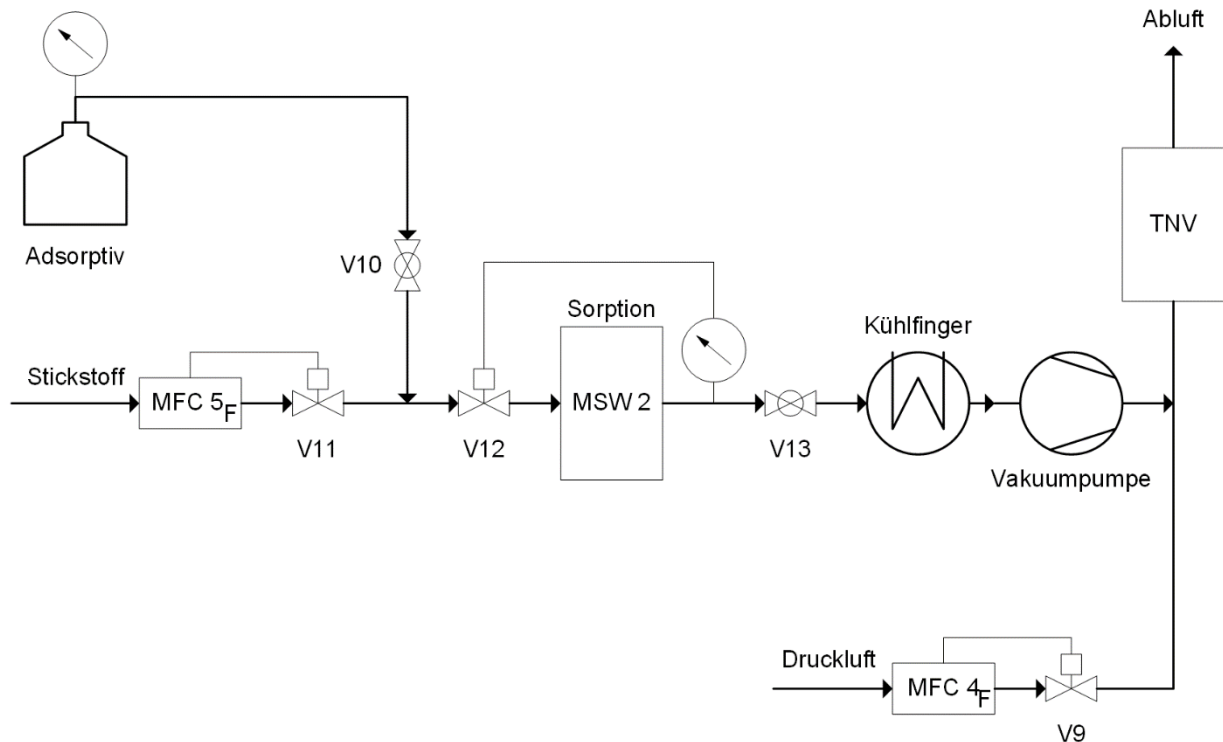 Abluft
TNV
Adsorptiv
V10
Sorption
Kühlfinger
Stickstoff
MFC 5F
MSW 2
V11
V12
V13
Vakuumpumpe
Druckluft
MFC 4F
V9